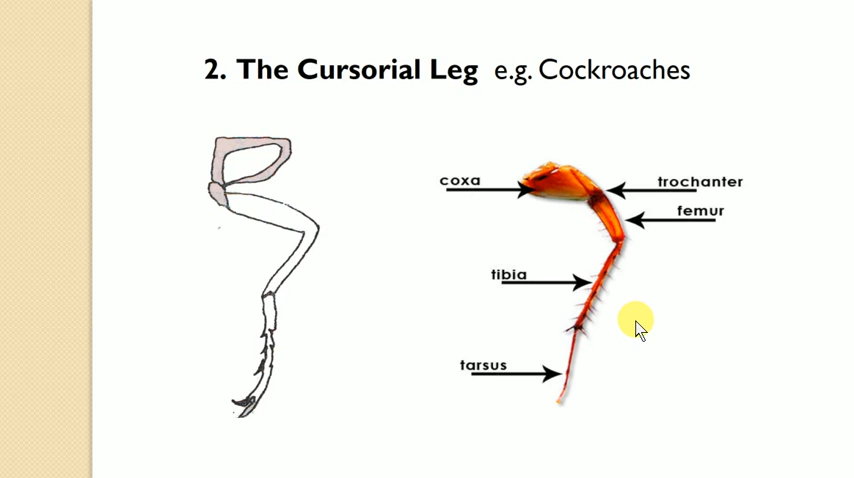 2. The Cursorial Leg e.g. Cockroaches
coxa
trochanter
femur
tibia
tarsus